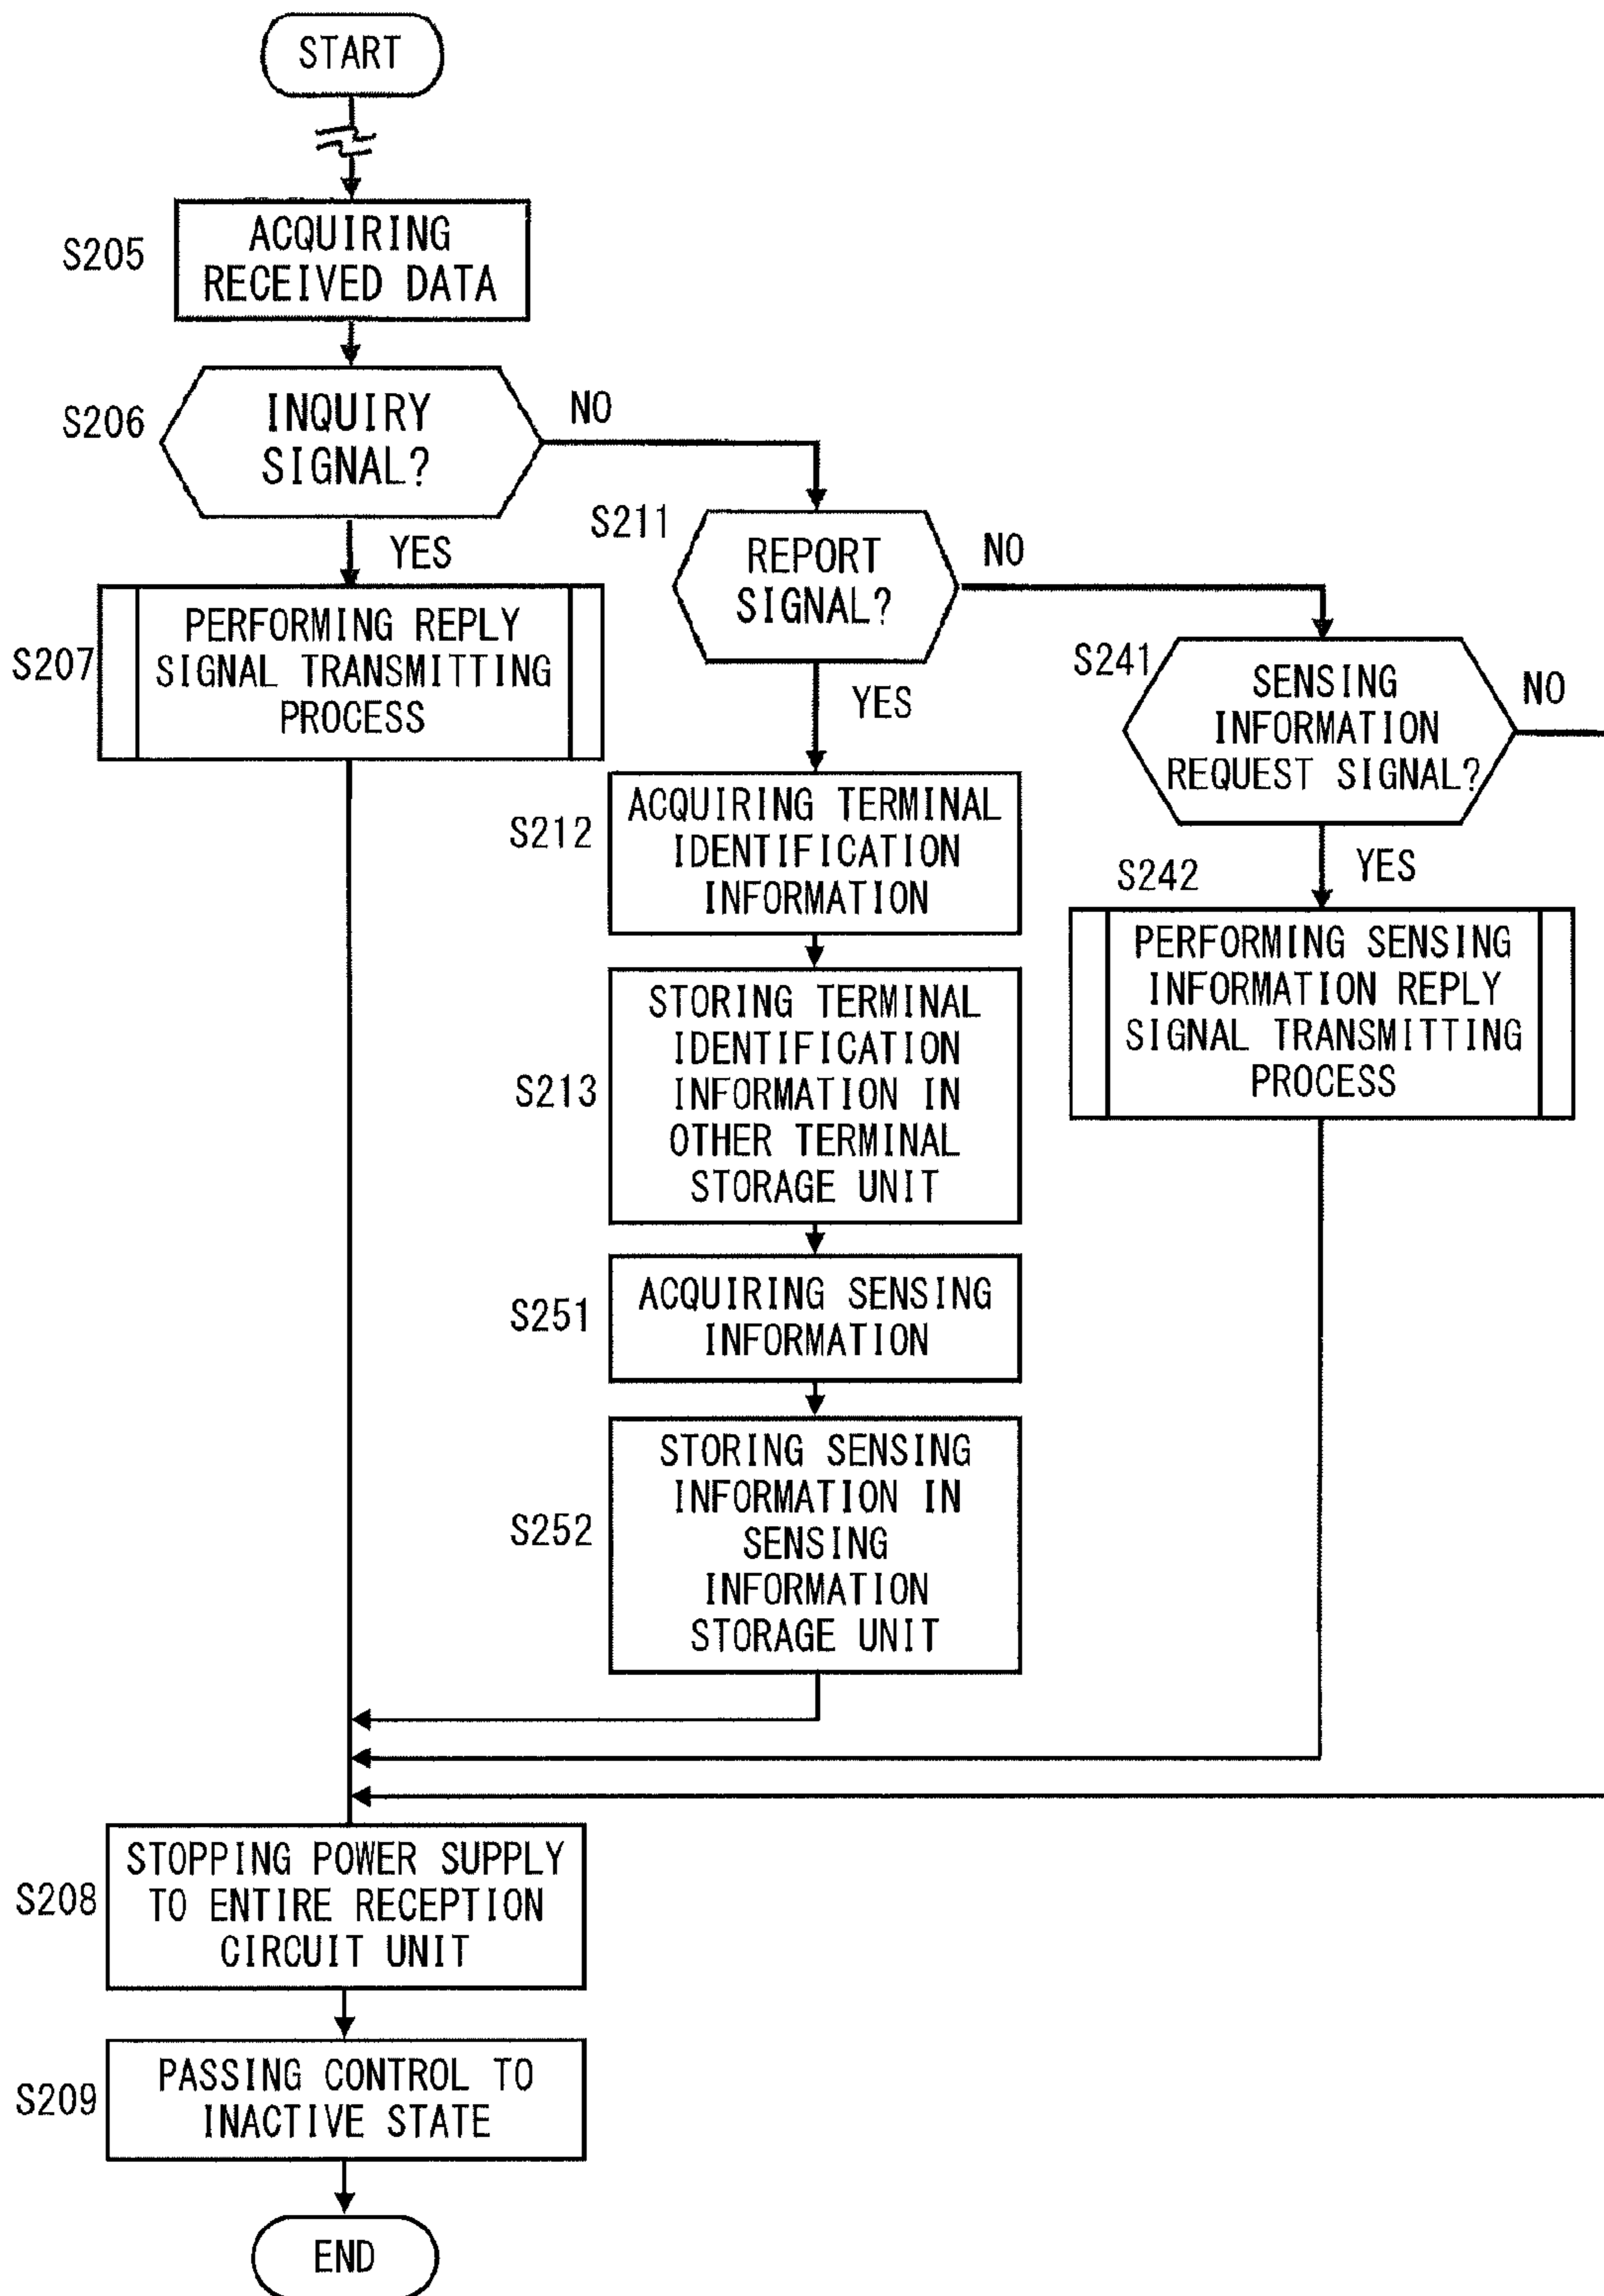 START
S205
ACQUIRING
RECEIVED DATA
S206
INQUIRY
SIGNAL?
NO
YES
S207
PERFORMING REPLY
SIGNAL TRANSMITTING
PROCESS
S211
REPORT
SIGNAL?
NO
YES
S212
ACQUIRING TERMINAL
IDENTIFICATION
INFORMATION
S213
STORING TERMINAL
IDENTIFICATION
INFORMATION IN
OTHER TERMINAL
STORAGE UNIT
S251
ACQUIRING SENSING
INFORMATION
S252
STORING SENSING
INFORMATION IN
SENSING
INFORMATION
STORAGE UNIT
S241
SENSING
INFORMATION
REQUEST SIGNAL?
NO
YES
S242
PERFORMING SENSING
INFORMATION REPLY
SIGNAL TRANSMITTING
PROCESS
S208
STOPPING POWER SUPPLY
TO ENTIRE RECEPTION
CIRCUIT UNIT
S209
PASSING CONTROL TO
INACTIVE STATE
END